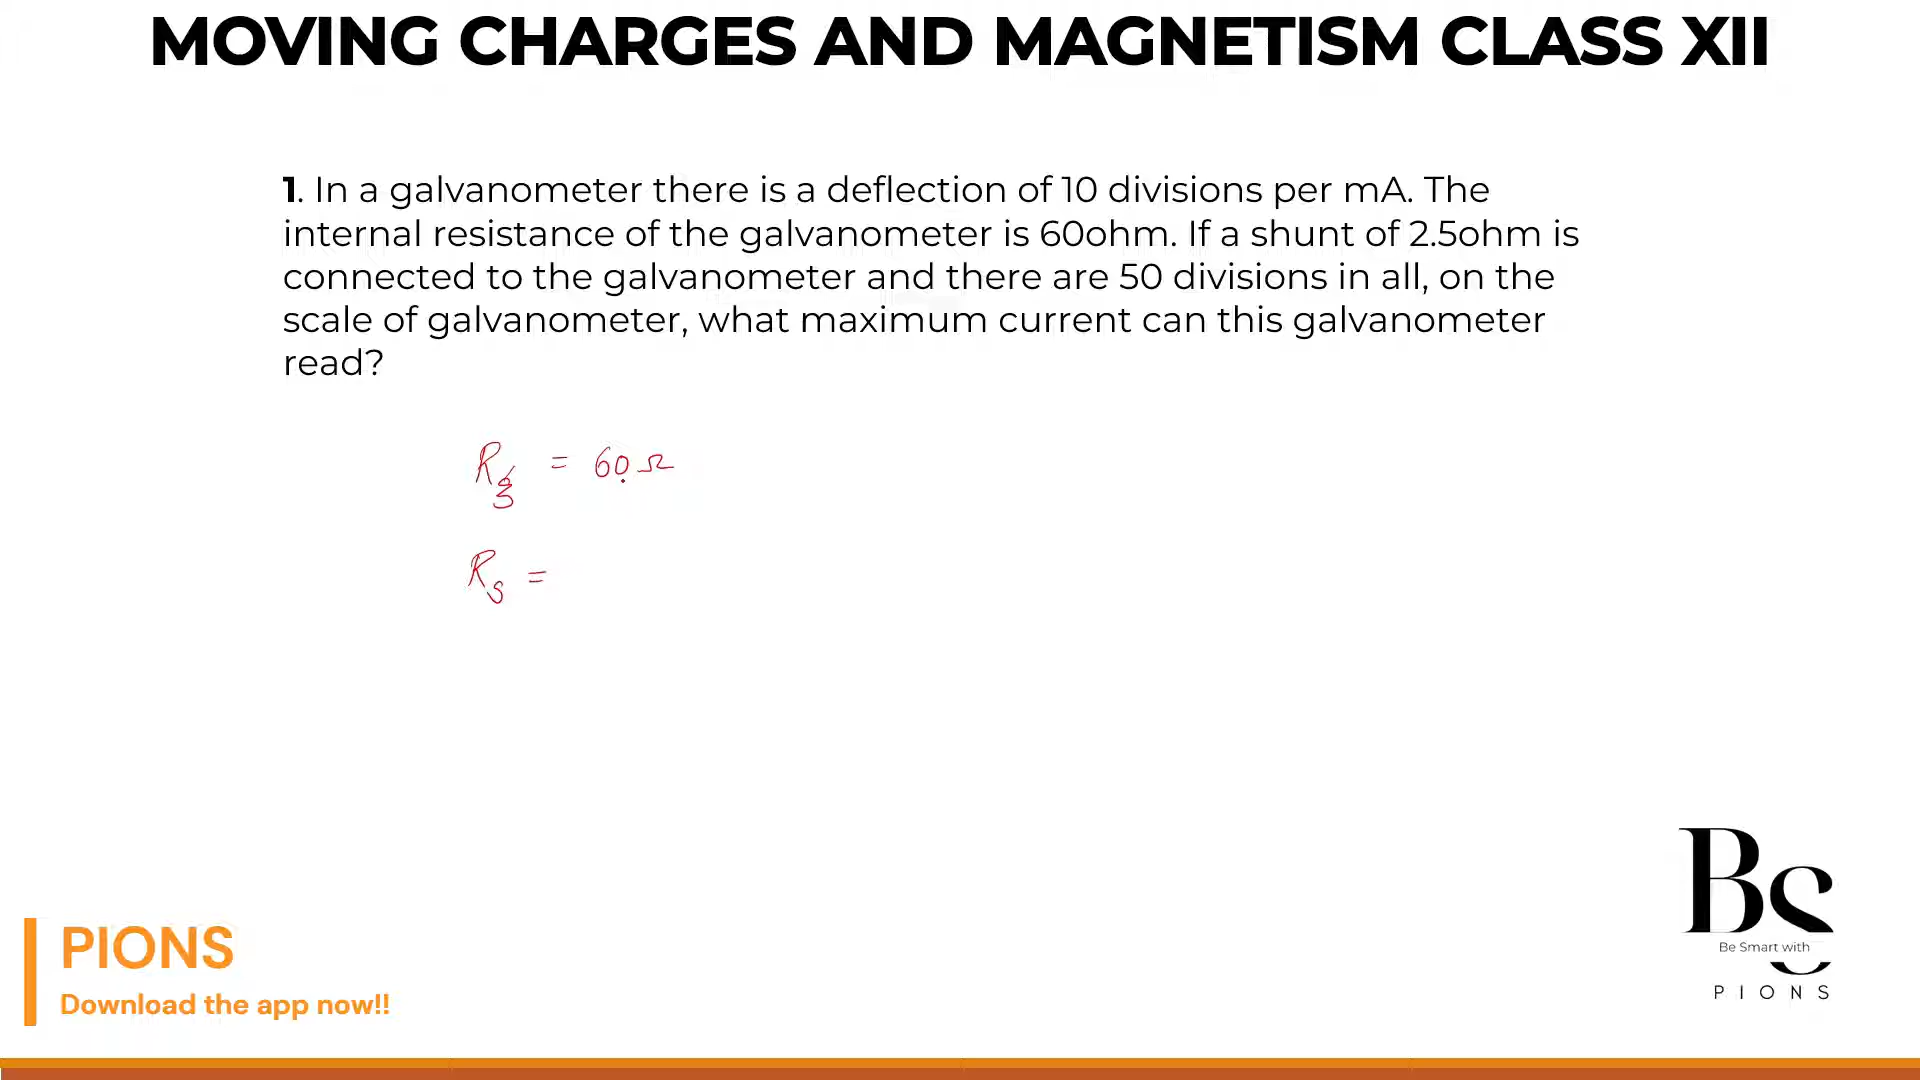 MOVING CHARGES AND MAGNETISM CLASS XII
1. In a galvanometer there is a deflection of 10 divisions per mA. The
internal resistance of the galvanometer is 60ohm. If a shunt of 2.5ohm is
connected to the galvanometer and there are 50 divisions in all, on the
scale of galvanometer, what maximum current can this galvanometer
read?
Rg = 60 Ω
Rs =
BS
Be Smart with
PIONS
PIONS
Download the app now!!